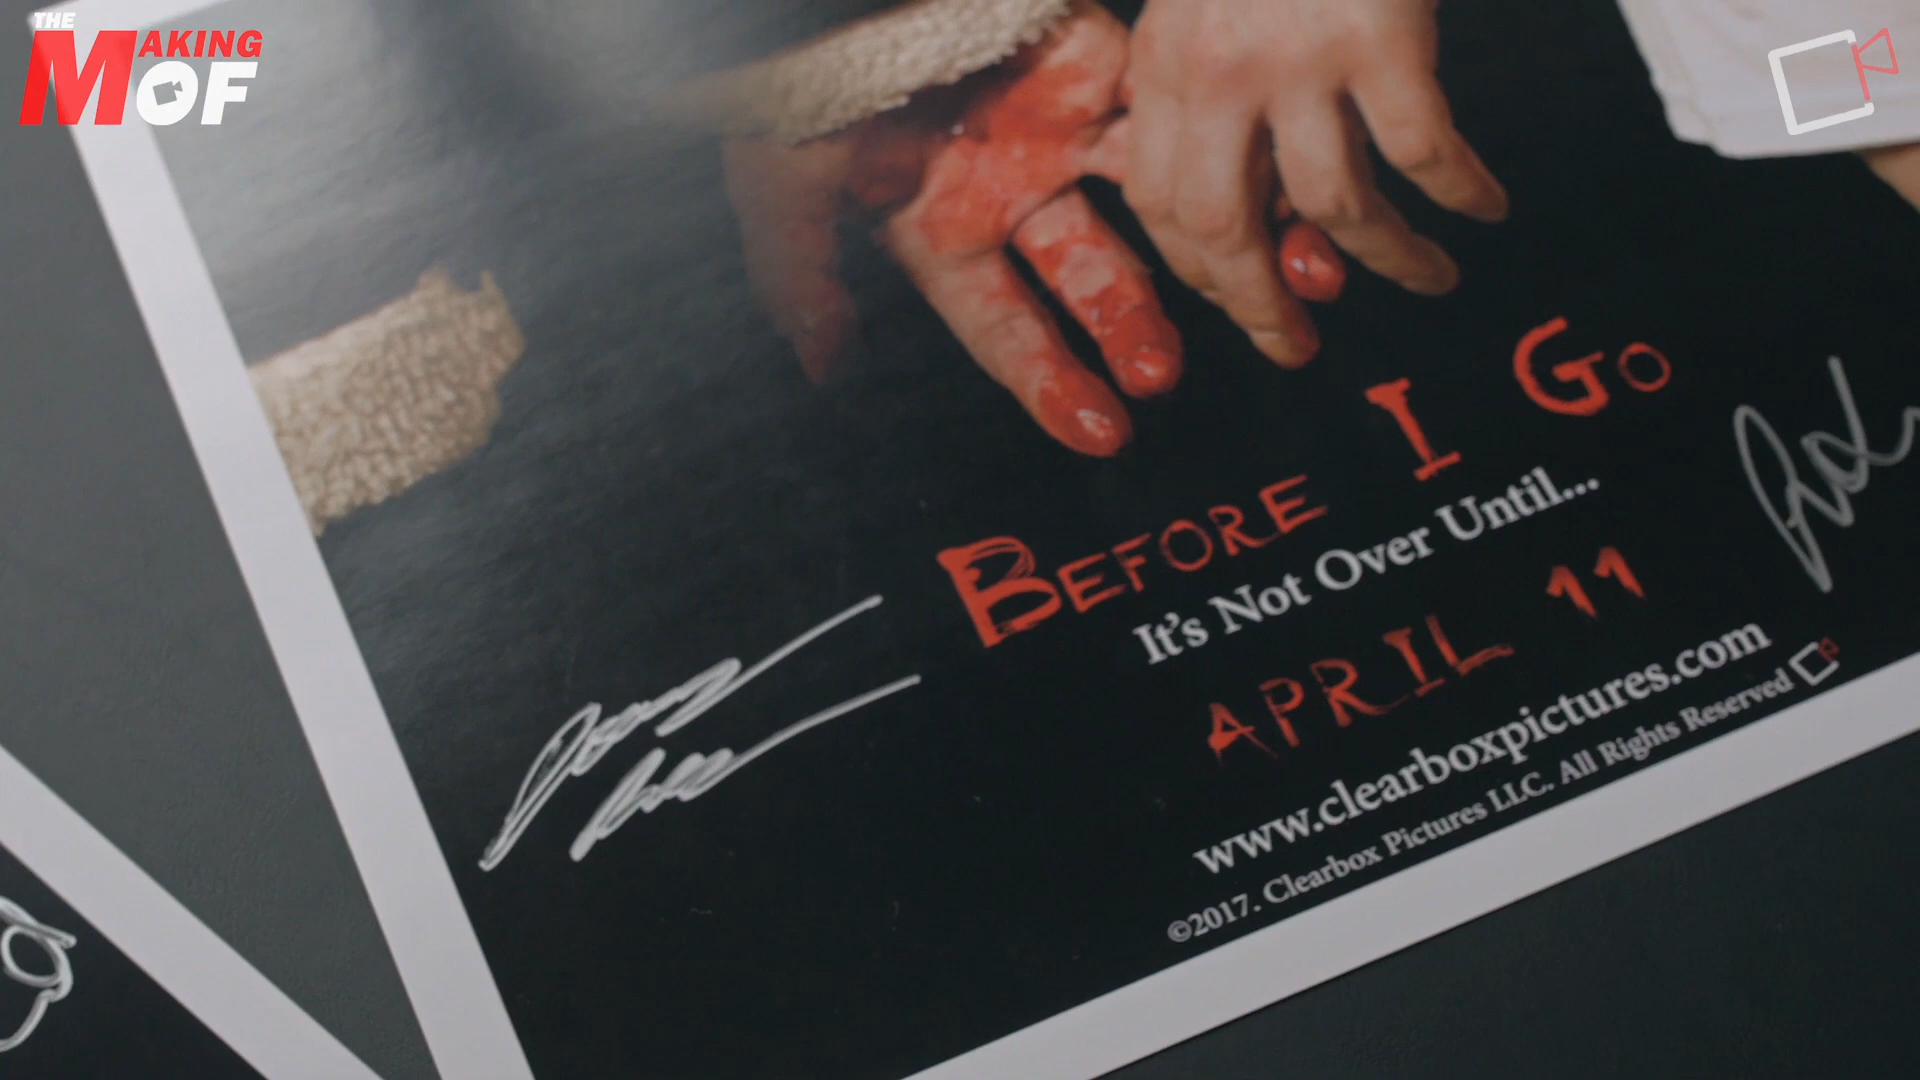 THE
MAKING
OF
BEFORE I GO
It's Not Over Until...
APRIL 11
www.clearboxpictures.com
©2017. Clearbox Pictures LLC. All Rights Reserved